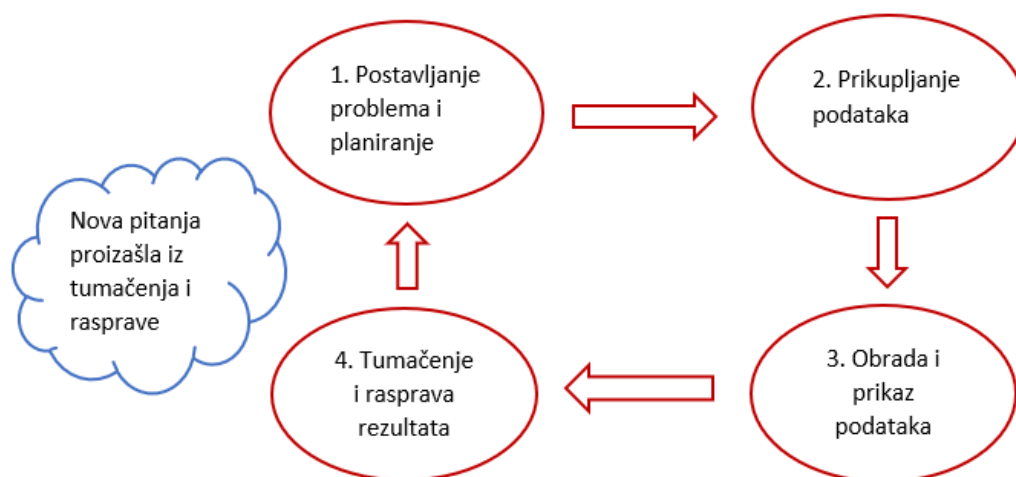 1. Postavljanje
problema i
planiranje
2. Prikupljanje
podataka
3. Obrada i
prikaz
podataka
4. Tumačenje
i rasprava
rezultata
Nova pitanja
proizašla iz
tumačenja i
rasprave